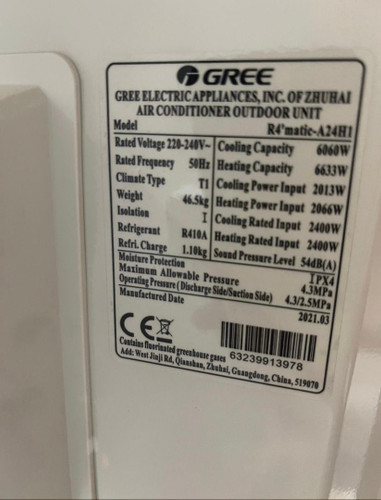 GREE
GREE ELECTRIC APPLIANCES, INC. OF ZHUHAI
AIR CONDITIONER OUTDOOR UNIT
Model R4'matic-A24H1
Rated Voltage 220-240V~ Cooling Capacity 6060W
Rated Frequency 50Hz Heating Capacity 6633W
Climate Type T1 Cooling Power Input 2013W
Weight 46.5kg Heating Power Input 2066W
Isolation I Cooling Rated Input 2400W
Refrigerant R410A Heating Rated Input 2400W
Refri. Charge 1.10kg Sound Pressure Level 54dB(A)
Moisture Protection IPX4
Maximum Allowable Pressure 4.3MPa
Operating Pressure (Discharge Side/Suction Side) 4.3/2.5MPa
Manufactured Date 2021.03
CE
63239913978
Contains fluorinated greenhouse gases
Add: West Jinji Rd, Qianshan, Zhuhai, Guangdong, China, 519070